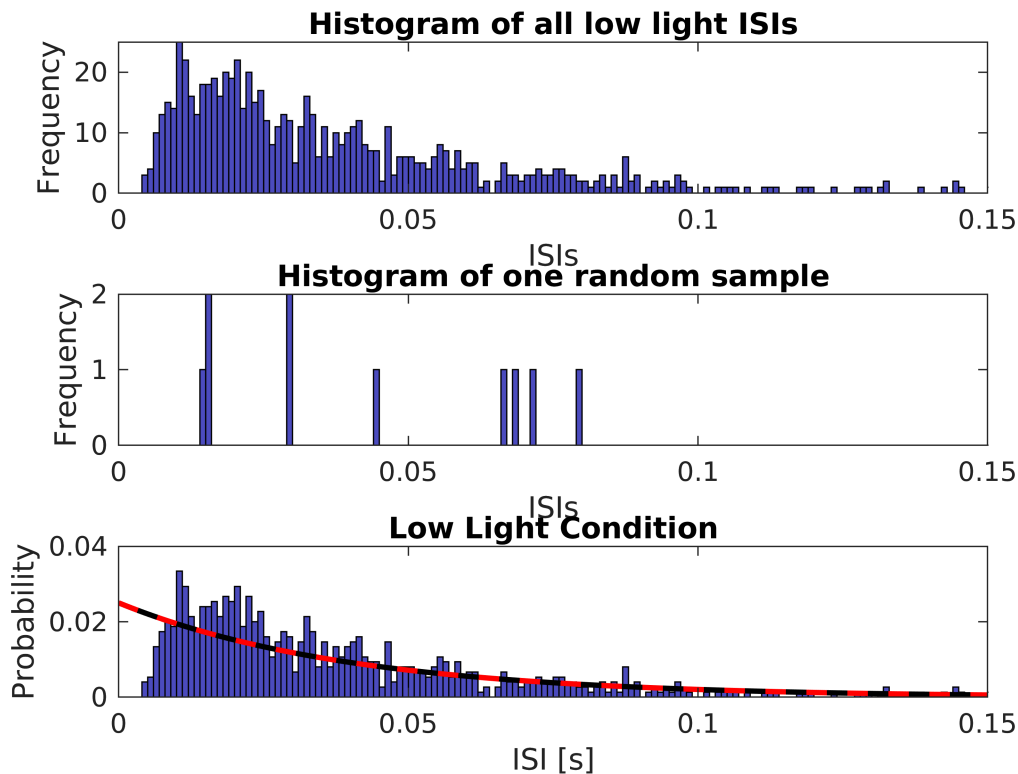 Histogram of all low light ISIs
Frequency
20
10
0
0 0.05 0.1 0.15
ISIs
Histogram of one random sample
Frequency
2
1
0
0 0.05 0.1 0.15
ISIs
Low Light Condition
Probability
0.04
0.02
0
0 0.05 0.1 0.15
ISI [s]